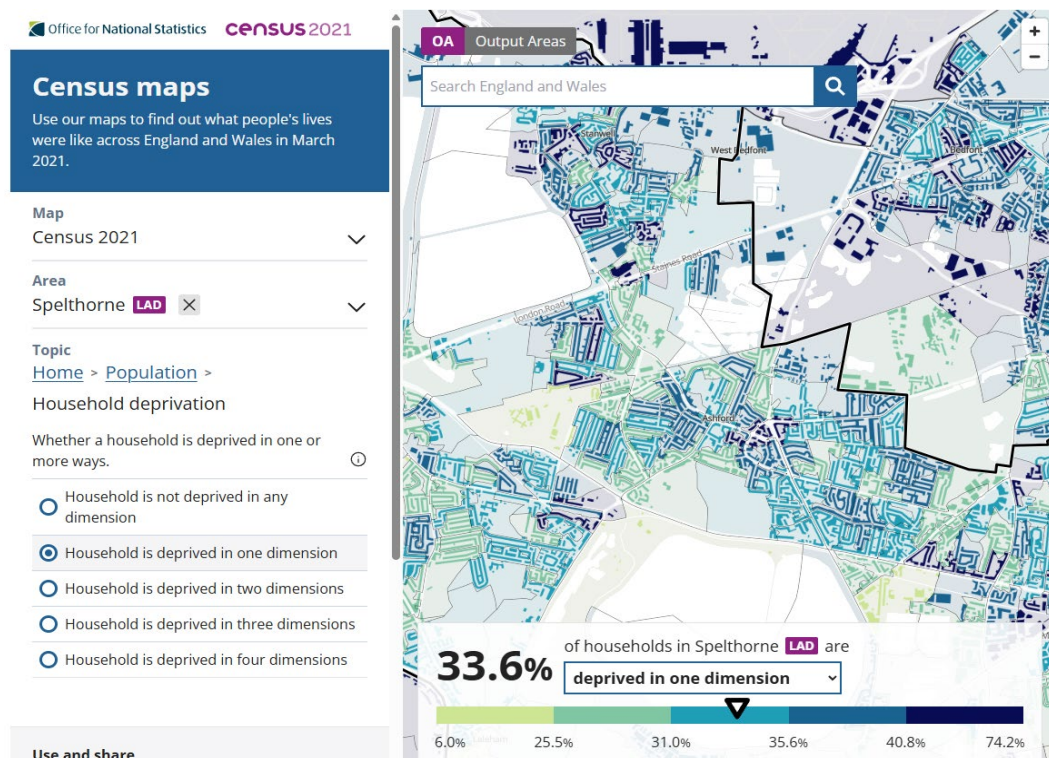 Office for National Statistics census 2021
Census maps
Use our maps to find out what people's lives
were like across England and Wales in March
2021.
Map
Census 2021
Area
Spelthorne LAD
Topic
Home > Population >
Household deprivation
Whether a household is deprived in one or
more ways.
Household is not deprived in any
dimension
Household is deprived in one dimension
Household is deprived in two dimensions
Household is deprived in three dimensions
Household is deprived in four dimensions
Use and share
OA Output Areas
Search England and Wales
+
−
Stanwell
West Bedfont
Bedfont
Staines Road
London Road
Ashford
33.6% of households in Spelthorne LAD are
deprived in one dimension
6.0% 25.5% 31.0% 35.6% 40.8% 74.2%